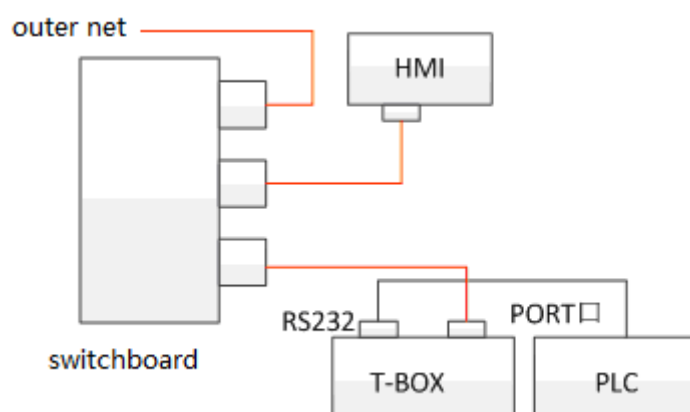 outer net
HMI
RS232
PORT口
switchboard
T-BOX
PLC